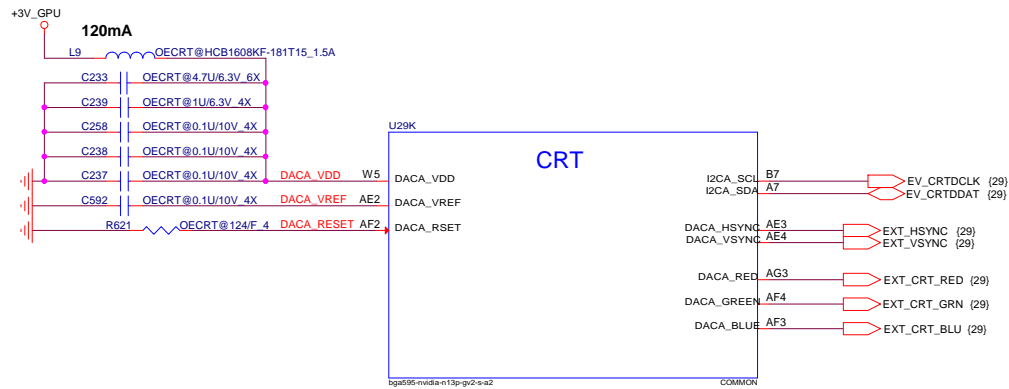 +3V_GPU
120mA
L9 OECRT@HCB1608KF-181T15_1.5A
C233 OECRT@4.7U/6.3V_6X
C239 OECRT@1U/6.3V_4X
C258 OECRT@0.1U/10V_4X
C238 OECRT@0.1U/10V_4X
C237 OECRT@0.1U/10V_4X DACA_VDD W5
C592 OECRT@0.1U/10V_4X DACA_VREF AE2
R621 OECRT@124/F_4 DACA_RESET AF2
U29K
CRT
DACA_VDD
DACA_VREF
DACA_RSET
I2CA_SCL B7 EV_CRTDCLK {29}
I2CA_SDA A7 EV_CRTDDAT {29}
DACA_HSYNC AE3 EXT_HSYNC {29}
DACA_VSYNC AE4 EXT_VSYNC {29}
DACA_RED AG3 EXT_CRT_RED {29}
DACA_GREEN AF4 EXT_CRT_GRN {29}
DACA_BLUE AF3 EXT_CRT_BLU {29}
bga595-nvidia-n13p-gv2-s-a2 COMMON